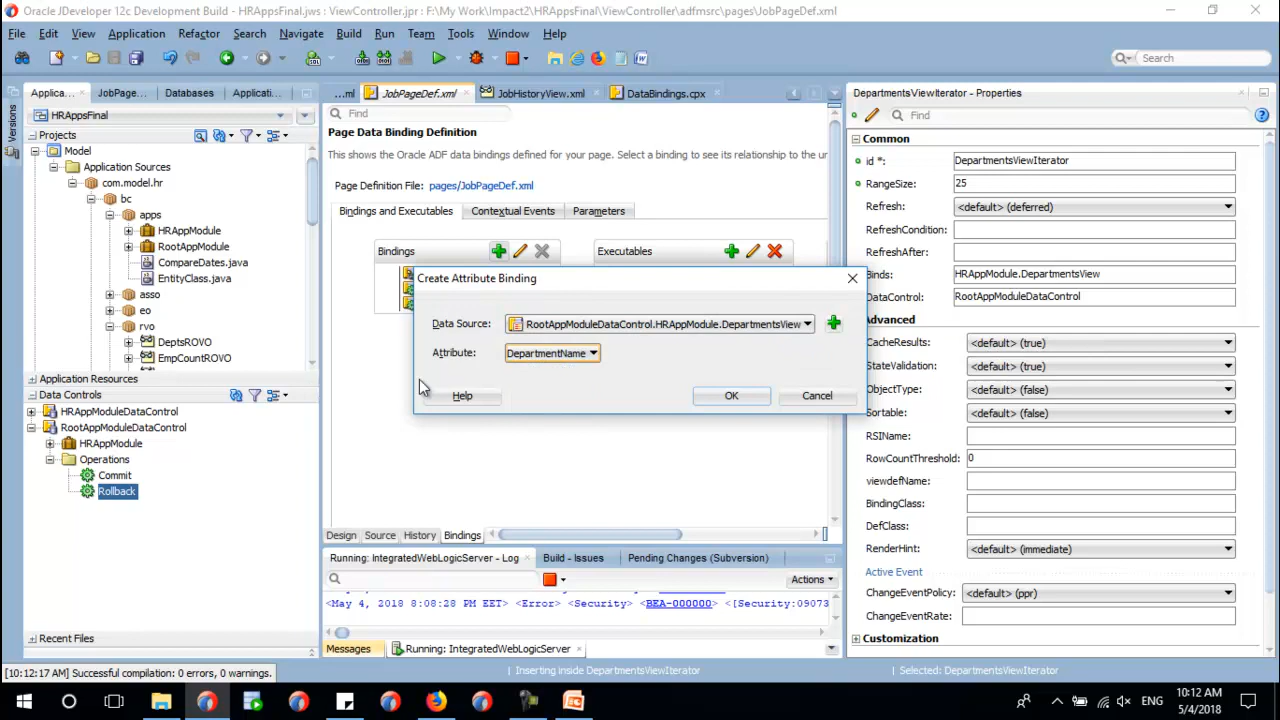 Oracle JDeveloper 12c Development Build - HRAppsFinal.jws : ViewController.jpr : F:\My Work\Impact2\HRAppsFinal\ViewController\adfmsrc\pages\JobPageDef.xml
File Edit View Application Refactor Search Navigate Build Run Team Tools Window Help
Search
Applica... JobPage... Databases Applicati...
...ml JobPageDef.xml JobHistoryView.xml DataBindings.cpx
DepartmentsViewIterator - Properties
Versions
HRAppsFinal
Projects
Model
Application Sources
com.model.hr
bc
apps
HRAppModule
RootAppModule
CompareDates.java
EntityClass.java
asso
eo
rvo
DeptsROVO
EmpCountROVO
Application Resources
Data Controls
HRAppModuleDataControl
RootAppModuleDataControl
HRAppModule
Operations
Commit
Rollback
Recent Files
Find
Page Data Binding Definition
This shows the Oracle ADF data bindings defined for your page. Select a binding to see its relationship to the ur
Page Definition File: pages/JobPageDef.xml
Bindings and Executables Contextual Events Parameters
Bindings
Executables
Create Attribute Binding
Data Source: RootAppModuleDataControl.HRAppModule.DepartmentsView
Attribute: DepartmentName
Help OK Cancel
Design Source History Bindings
Running: IntegratedWebLogicServer - Log Build - Issues Pending Changes (Subversion)
Actions
<May 4, 2018 8:08:28 PM EET> <Error> <Security> <BEA-000000> <[Security:09073
Messages Running: IntegratedWebLogicServer
Find
Common
id *: DepartmentsViewIterator
RangeSize: 25
Refresh: <default> (deferred)
RefreshCondition:
RefreshAfter:
Binds: HRAppModule.DepartmentsView
DataControl: RootAppModuleDataControl
Advanced
CacheResults: <default> (true)
StateValidation: <default> (true)
ObjectType: <default> (false)
Sortable: <default> (false)
RSIName:
RowCountThreshold: 0
viewdefName:
BindingClass:
DefClass:
RenderHint: <default> (immediate)
Active Event
ChangeEventPolicy: <default> (ppr)
ChangeEventRate:
Customization
[10:12:17 AM] Successful compilation: 0 errors, 0 warnings.
Inserting inside DepartmentsViewIterator
Selected: DepartmentsViewIterator
ENG
10:12 AM
5/4/2018